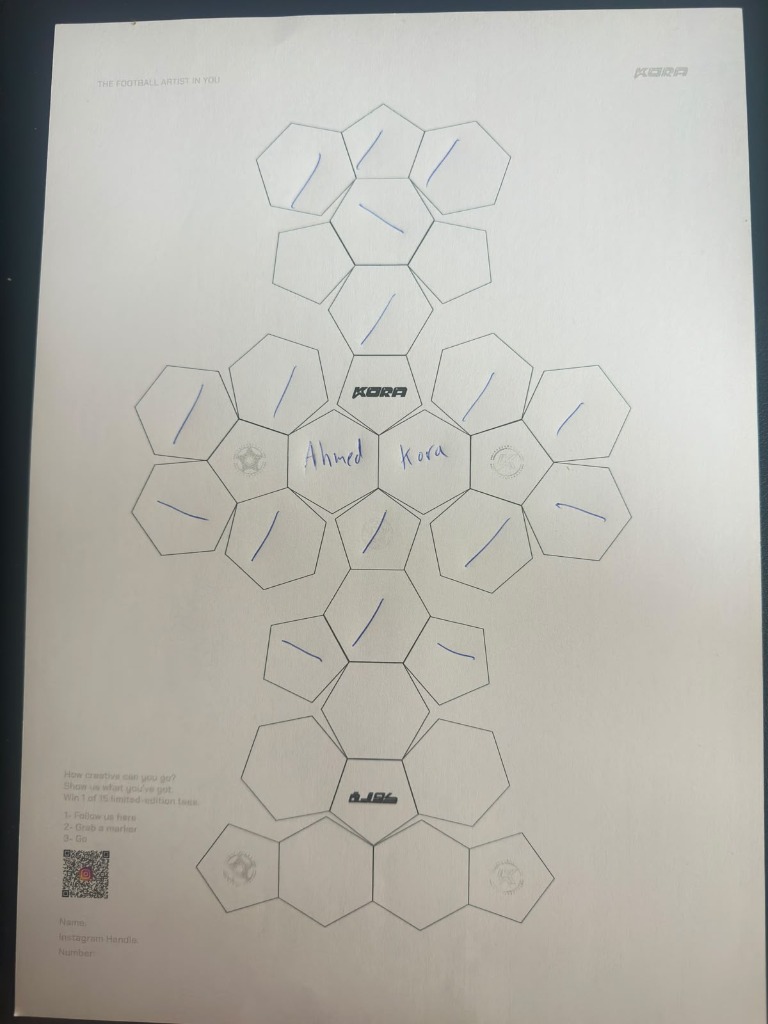 THE FOOTBALL ARTIST IN YOU
KORA
KORA
Ahmed
Kora
How creative can you go?
Show us what you've got
Win 1 of 15 limited-edition tees
1- Follow us here
2- Grab a marker
3- Go
Name:
Instagram Handle
Number: